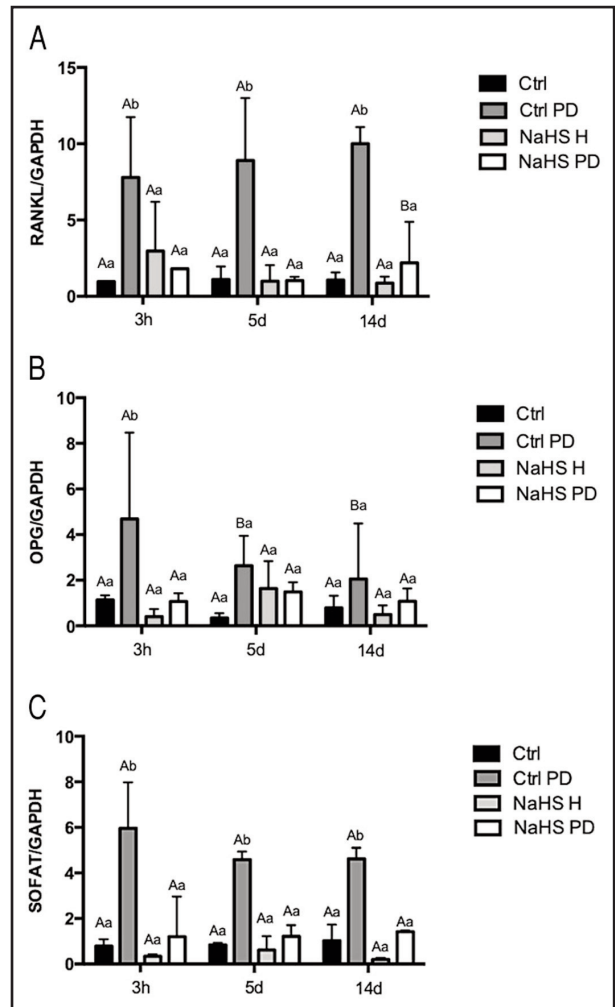 A
15
10
5
0
RANKL/GAPDH
Aa Ab Aa Aa
Aa Ab Aa Aa
Aa Ab Aa Ba
3h 5d 14d
Ctrl
Ctrl PD
NaHS H
NaHS PD
B
10
8
6
4
2
0
OPG/GAPDH
Aa Ab Aa Aa
Aa Ba Aa Aa
Aa Ba Aa Aa
3h 5d 14d
Ctrl
Ctrl PD
NaHS H
NaHS PD
C
10
8
6
4
2
0
SOFAT/GAPDH
Aa Ab Aa Aa
Aa Ab Aa Aa
Aa Ab Aa Aa
3h 5d 14d
Ctrl
Ctrl PD
NaHS H
NaHS PD